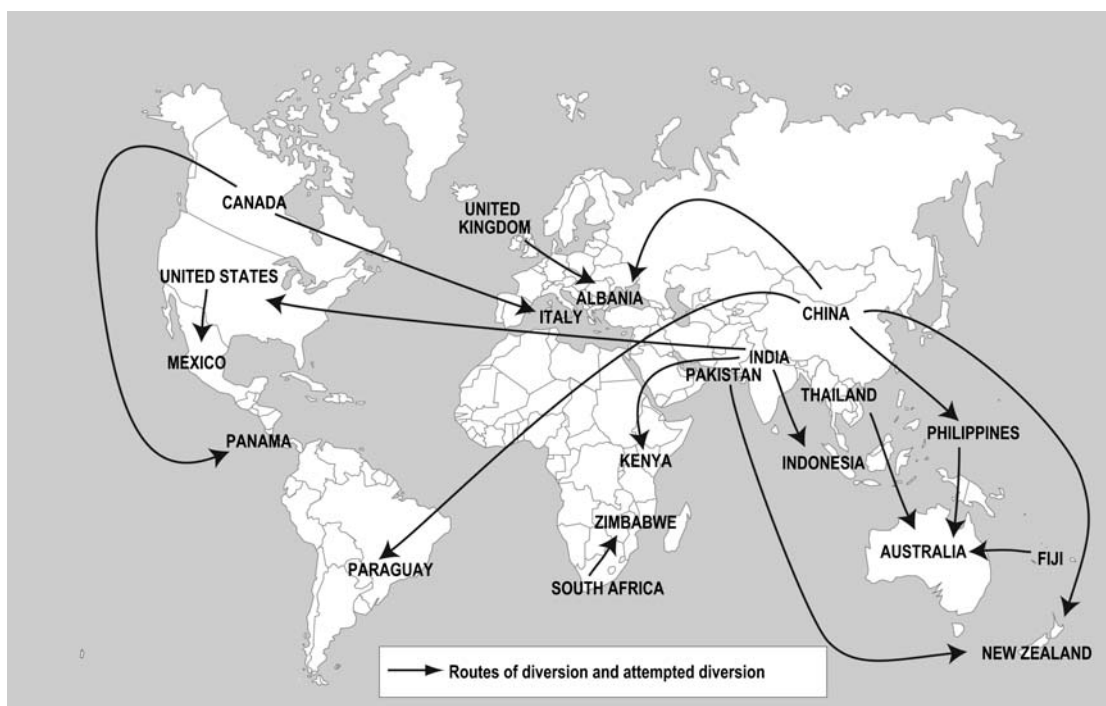 CANADA
UNITED
KINGDOM
UNITED STATES
ALBANIA
ITALY
CHINA
MEXICO
INDIA
PAKISTAN
THAILAND
PANAMA
PHILIPPINES
KENYA
INDONESIA
ZIMBABWE
AUSTRALIA
FIJI
PARAGUAY
SOUTH AFRICA
NEW ZEALAND
Routes of diversion and attempted diversion